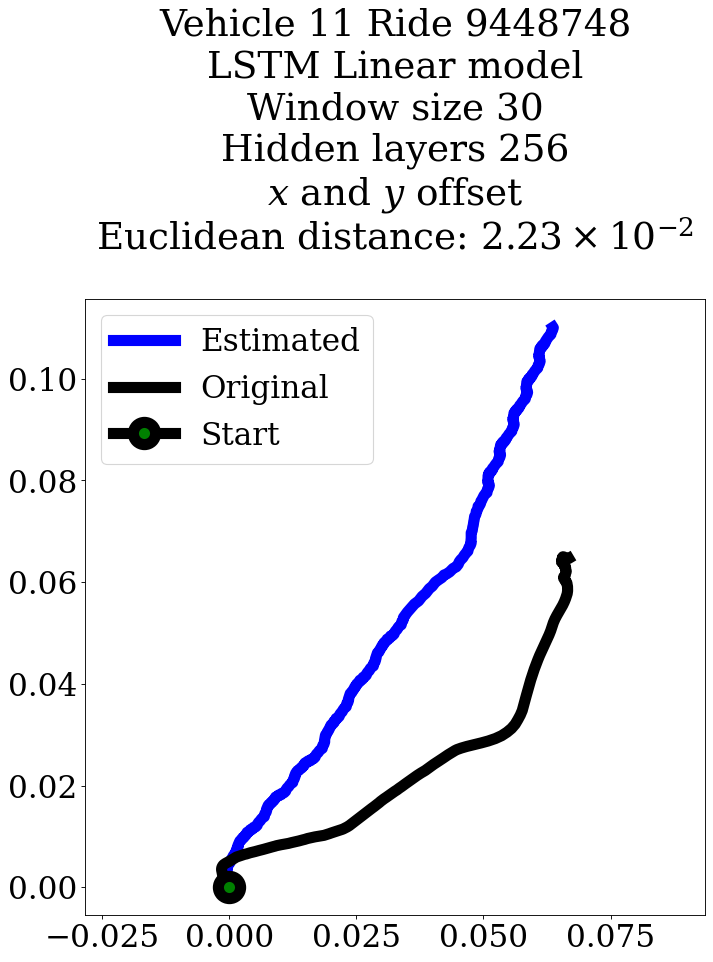 Vehicle 11 Ride 9448748
LSTM Linear model
Window size 30
Hidden layers 256
x and y offset
Euclidean distance: 2.23 × 10⁻²
Estimated
Original
Start
0.10
0.08
0.06
0.04
0.02
0.00
−0.025 0.000 0.025 0.050 0.075